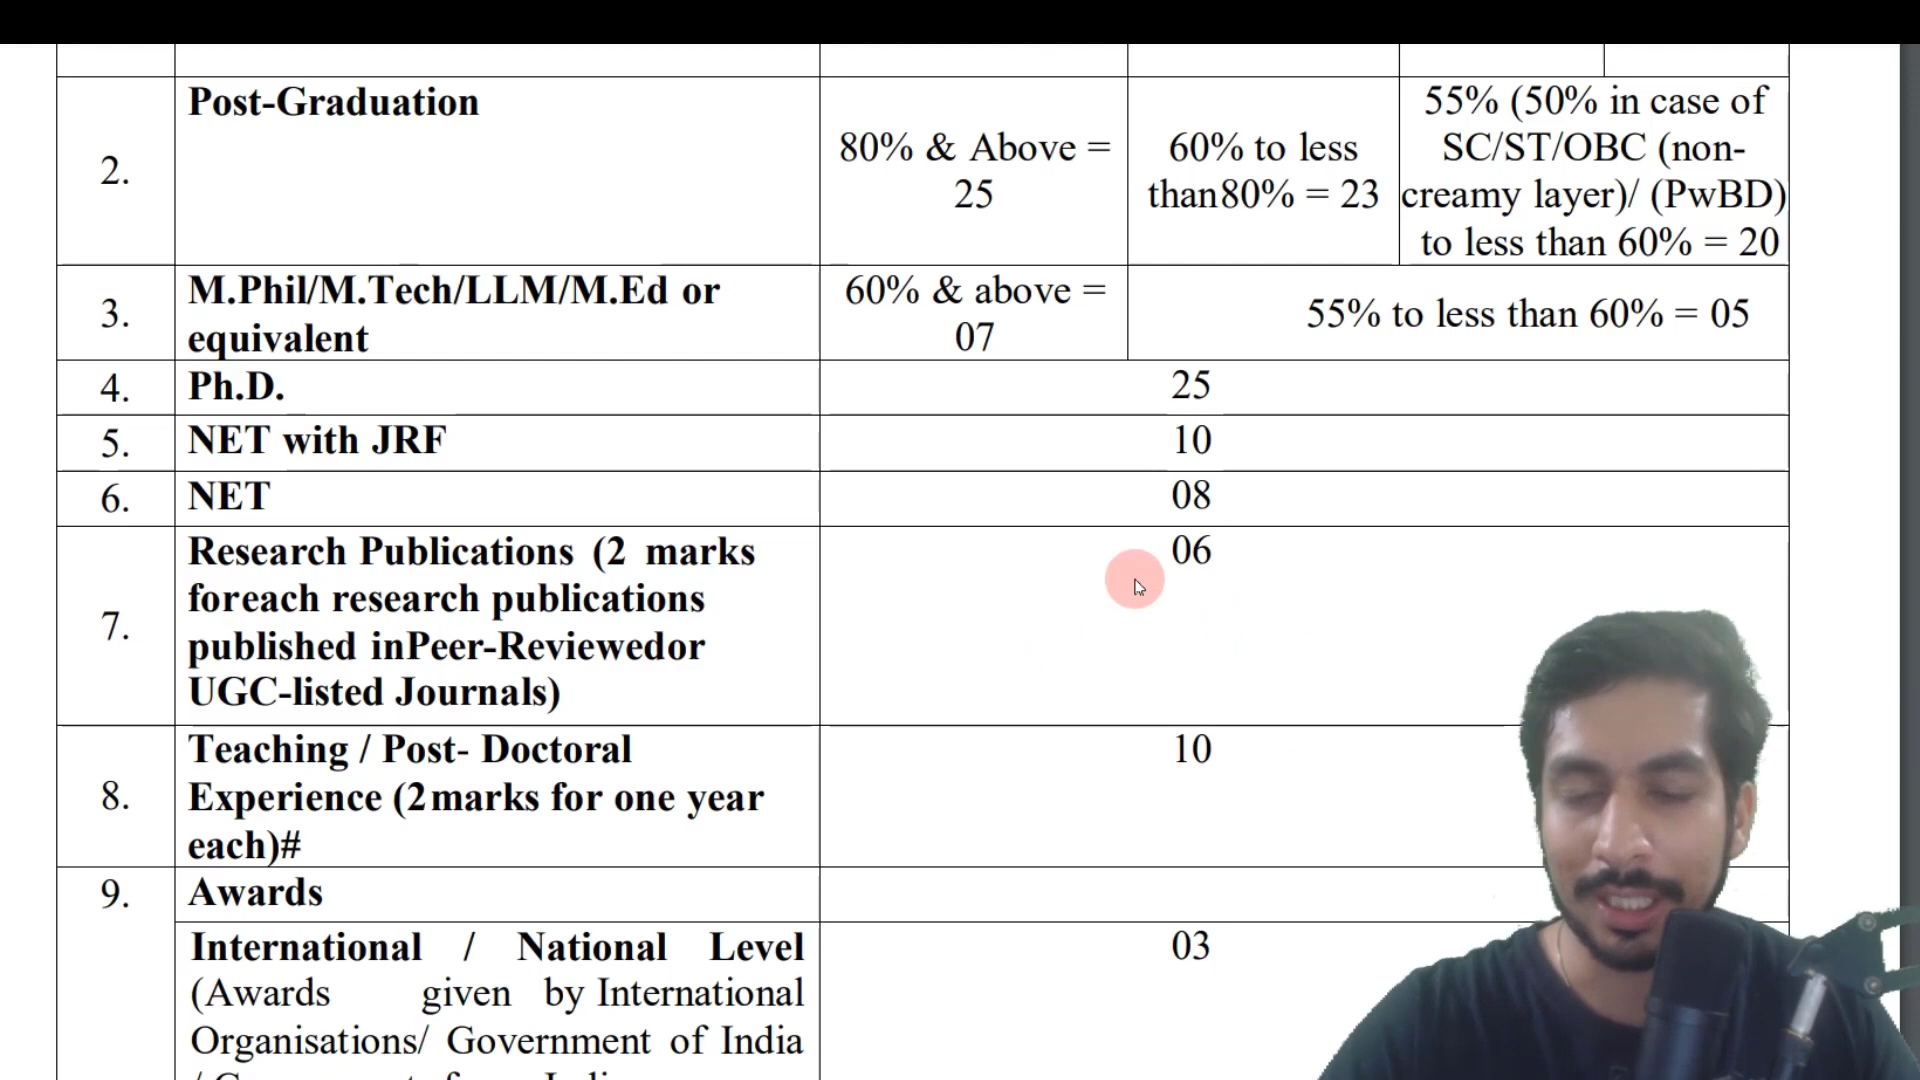 2.
Post-Graduation
80% & Above =
25
60% to less
than80% = 23
55% (50% in case of
SC/ST/OBC (non-
creamy layer)/ (PwBD)
to less than 60% = 20
3.
M.Phil/M.Tech/LLM/M.Ed or
equivalent
60% & above =
07
55% to less than 60% = 05
4.
Ph.D.
25
5.
NET with JRF
10
6.
NET
08
7.
Research Publications (2 marks
foreach research publications
published inPeer-Reviewedor
UGC-listed Journals)
06
8.
Teaching / Post- Doctoral
Experience (2marks for one year
each)#
10
9.
Awards
International / National Level
(Awards given by International
Organisations/ Government of India
03